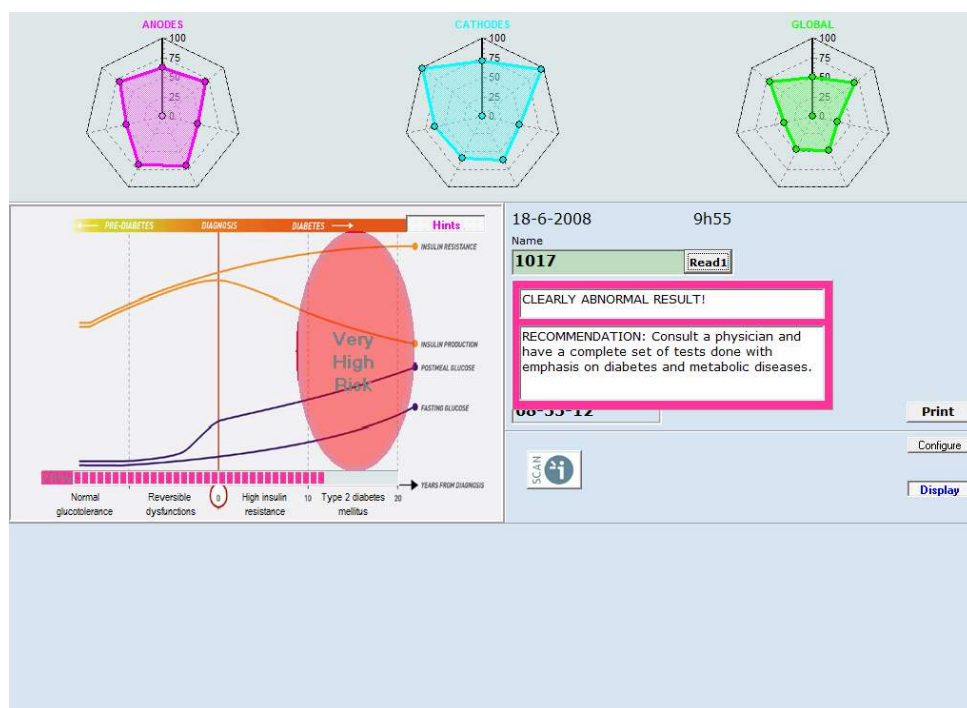 ANODES
100
75
50
25
0
CATHODES
100
75
50
25
0
GLOBAL
100
75
50
25
0
PRE-DIABETES DIAGNOSIS DIABETES
Hints
INSULIN RESISTANCE
INSULIN PRODUCTION
POSTMEAL GLUCOSE
FASTING GLUCOSE
Very
High
Risk
YEARS FROM DIAGNOSIS
Normal
glucotolerance
Reversible
dysfunctions
0
High insulin
resistance
10
Type 2 diabetes
mellitus
20
18-6-2008 9h55
Name
1017 Read1
CLEARLY ABNORMAL RESULT!
RECOMMENDATION: Consult a physician and
have a complete set of tests done with
emphasis on diabetes and metabolic diseases.
Print
SCAN
Configure
Display